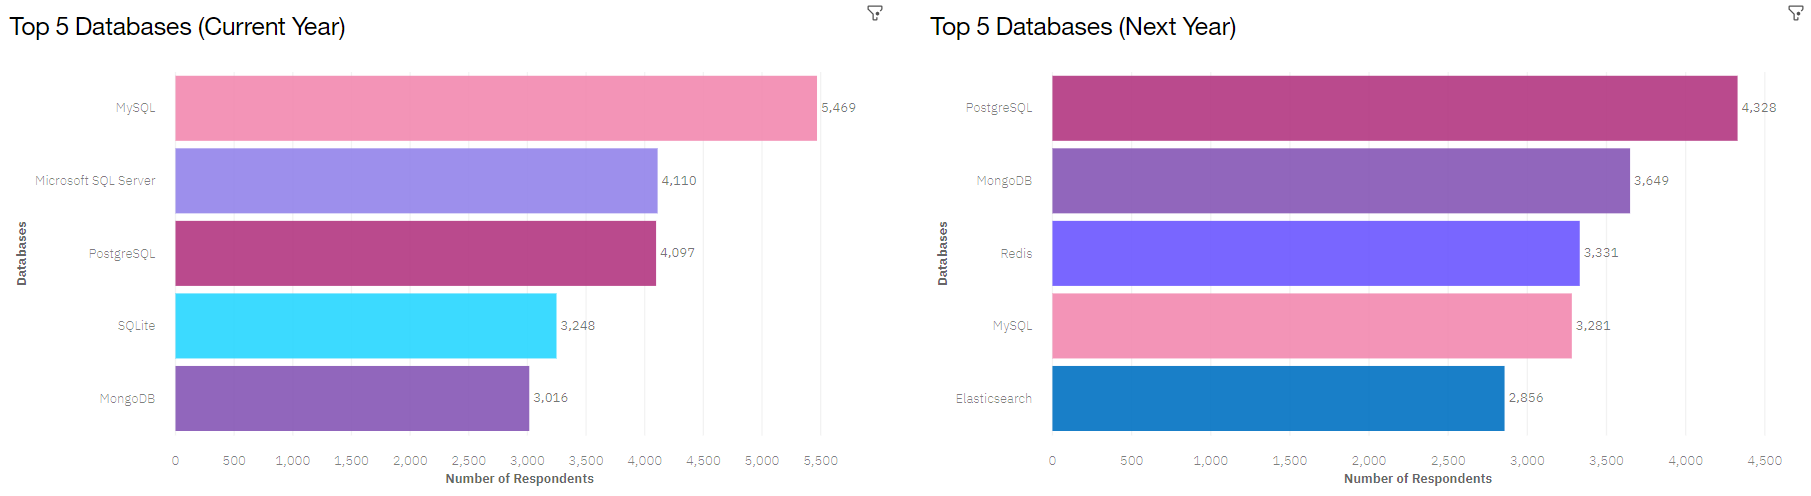 Top 5 Databases (Current Year)
Databases
MySQL
5,469
Microsoft SQL Server
4,110
PostgreSQL
4,097
SQLite
3,248
MongoDB
3,016
0 500 1,000 1,500 2,000 2,500 3,000 3,500 4,000 4,500 5,000 5,500
Number of Respondents
Top 5 Databases (Next Year)
Databases
PostgreSQL
4,328
MongoDB
3,649
Redis
3,331
MySQL
3,281
Elasticsearch
2,856
0 500 1,000 1,500 2,000 2,500 3,000 3,500 4,000 4,500
Number of Respondents